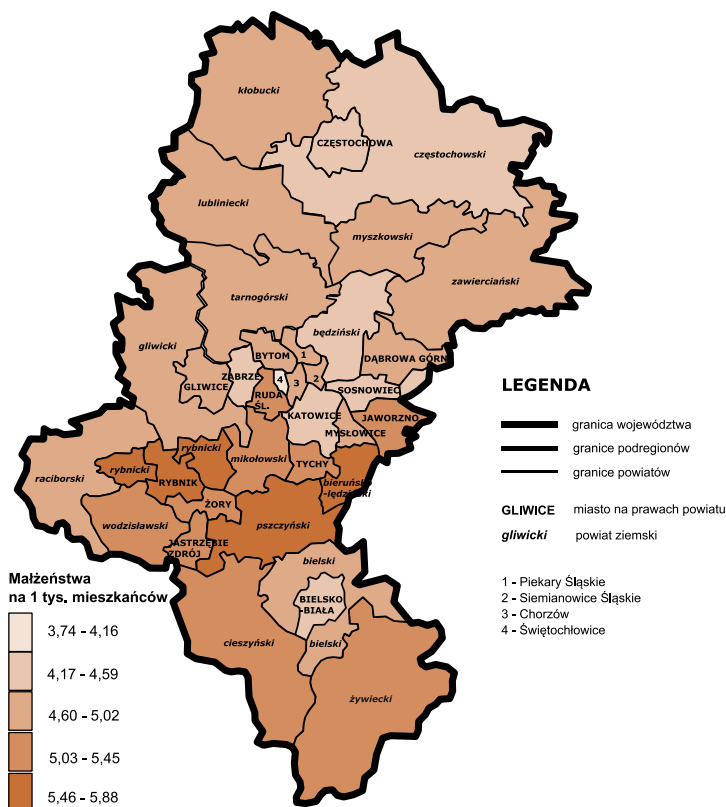 kłobucki
CZĘSTOCHOWA
częstochowski
lubliniecki
myszkowski
zawierciański
tarnogórski
będziński
gliwicki
BYTOM
1
DĄBROWA GÓRN.
ZABRZE
4
2
3
GLIWICE
RUDA
ŚL.
SOSNOWIEC
KATOWICE
JAWORZNO
MYSŁOWICE
rybnicki
mikołowski
raciborski
rybnicki
TYCHY
RYBNIK
bieruńsko
-lędziński
ŻORY
wodzisławski
pszczyński
JASTRZĘBIE
ZDRÓJ
bielski
BIELSKO
-BIAŁA
cieszyński
bielski
żywiecki
LEGENDA
granica województwa
granice podregionów
granice powiatów
GLIWICE miasto na prawach powiatu
gliwicki powiat ziemski
1 - Piekary Śląskie
2 - Siemianowice Śląskie
3 - Chorzów
4 - Świętochłowice
Małżeństwa
na 1 tys. mieszkańców
3,74 – 4,16
4,17 – 4,59
4,60 – 5,02
5,03 – 5,45
5,46 – 5,88